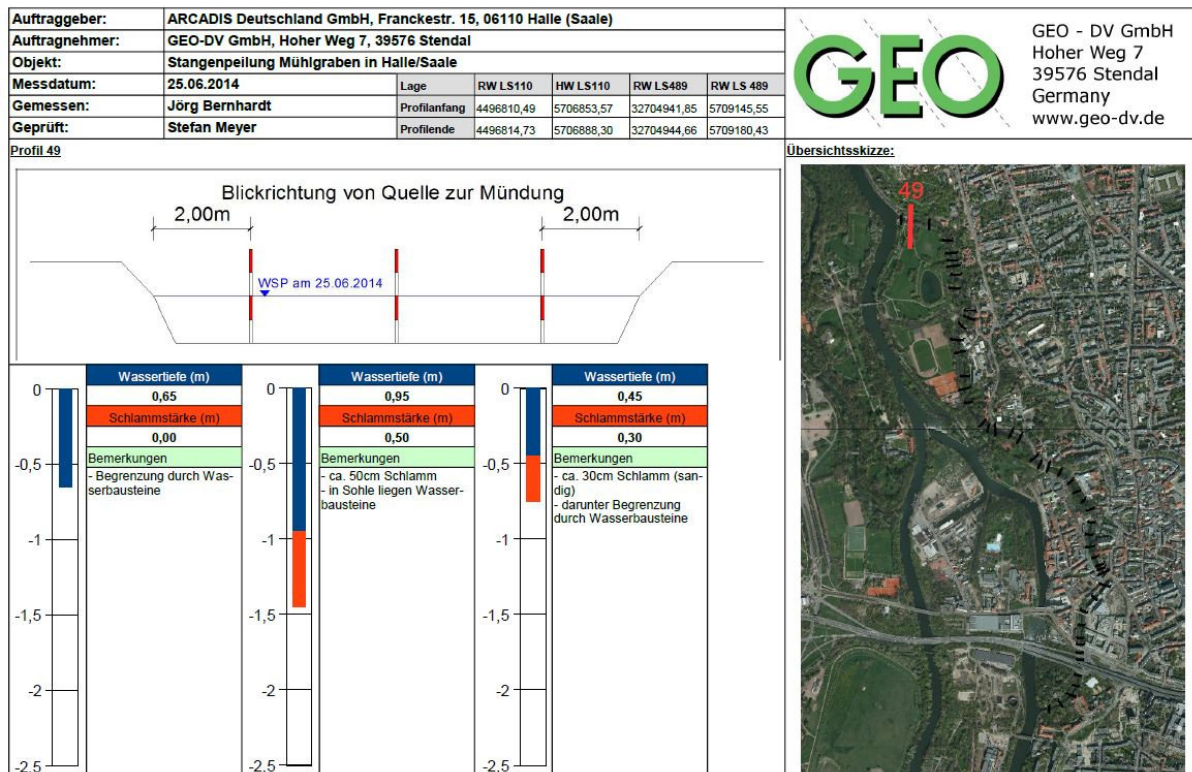 Auftraggeber: ARCADIS Deutschland GmbH, Franckestr. 15, 06110 Halle (Saale)
Auftragnehmer: GEO-DV GmbH, Hoher Weg 7, 39576 Stendal
Objekt: Stangenpeilung Mühlgraben in Halle/Saale
Messdatum: 25.06.2014 Lage RW LS110 HW LS110 RW LS489 RW LS 489
Gemessen: Jörg Bernhardt Profilanfang 4496810,49 5706853,57 32704941,85 5709145,55
Geprüft: Stefan Meyer Profilende 4496814,73 5706888,30 32704944,66 5709180,43
GEO
GEO - DV GmbH
Hoher Weg 7
39576 Stendal
Germany
www.geo-dv.de
Profil 49
Blickrichtung von Quelle zur Mündung
2,00m 2,00m
WSP am 25.06.2014
0
-0,5
-1
-1,5
-2
-2,5
Wassertiefe (m)
0,65
Schlammstärke (m)
0,00
Bemerkungen
- Begrenzung durch Was-
serbausteine
0
-0,5
-1
-1,5
-2
-2,5
Wassertiefe (m)
0,95
Schlammstärke (m)
0,50
Bemerkungen
- ca. 50cm Schlamm
- in Sohle liegen Wasser-
bausteine
0
-0,5
-1
-1,5
-2
-2,5
Wassertiefe (m)
0,45
Schlammstärke (m)
0,30
Bemerkungen
- ca. 30cm Schlamm (san-
dig)
- darunter Begrenzung
durch Wasserbausteine
Übersichtsskizze:
49